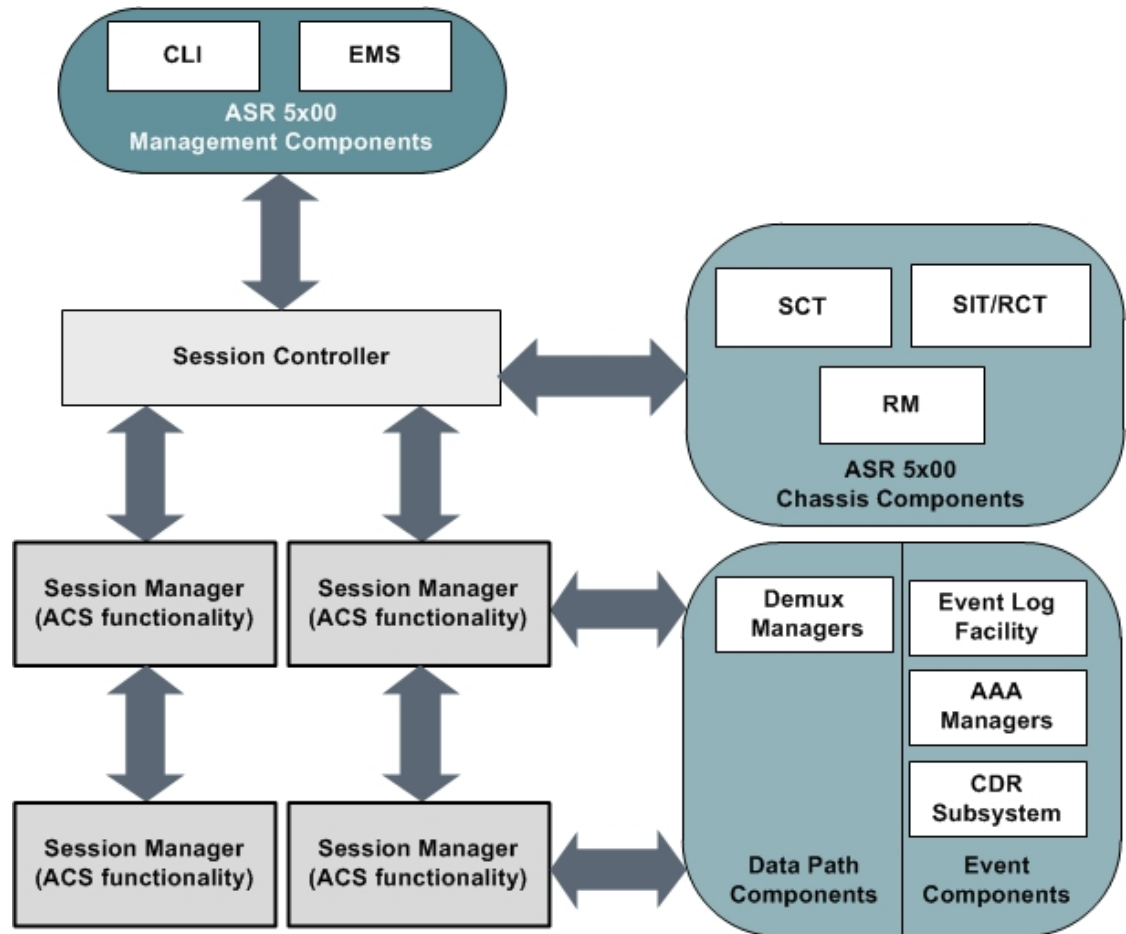 CLI
EMS
ASR 5x00
Management Components
Session Controller
SCT
SIT/RCT
RM
ASR 5x00
Chassis Components
Session Manager
(ACS functionality)
Session Manager
(ACS functionality)
Demux
Managers
Event Log
Facility
AAA
Managers
CDR
Subsystem
Session Manager
(ACS functionality)
Session Manager
(ACS functionality)
Data Path
Components
Event
Components